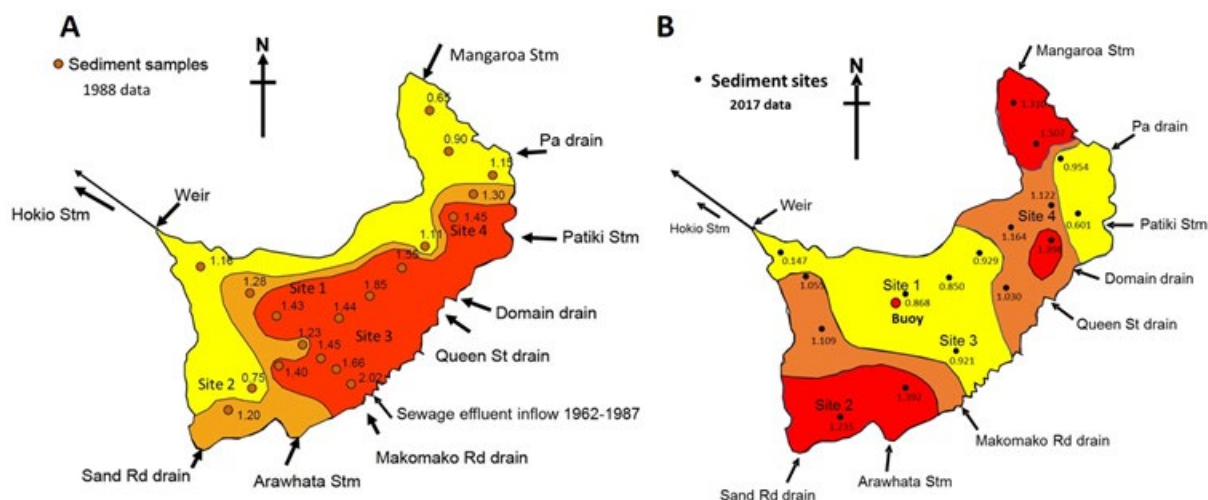 A
N
Sediment samples
1988 data
Mangaroa Stm
0.65
0.90
Pa drain
1.15
1.30
Weir
Hokio Stm
1.45
Site 4
Patiki Stm
1.11
1.16
1.55
1.28
Site 1
1.85
1.43
1.44
Domain drain
Site 3
1.23
Queen St drain
1.45
1.40
1.66
Site 2
0.75
2.02
1.20
Sewage effluent inflow 1962-1987
Makomako Rd drain
Sand Rd drain
Arawhata Stm
B
Mangaroa Stm
N
Sediment sites
2017 data
1.507
Pa drain
0.954
1.122
Weir
Site 4
0.601
Patiki Stm
Hokio Stm
1.164
0.147
0.929
Domain drain
1.055
Site 1
0.850
1.030
0.868
Buoy
Queen St drain
1.109
Site 3
0.921
1.392
Site 2
1.235
Makomako Rd drain
Arawhata Stm
Sand Rd drain